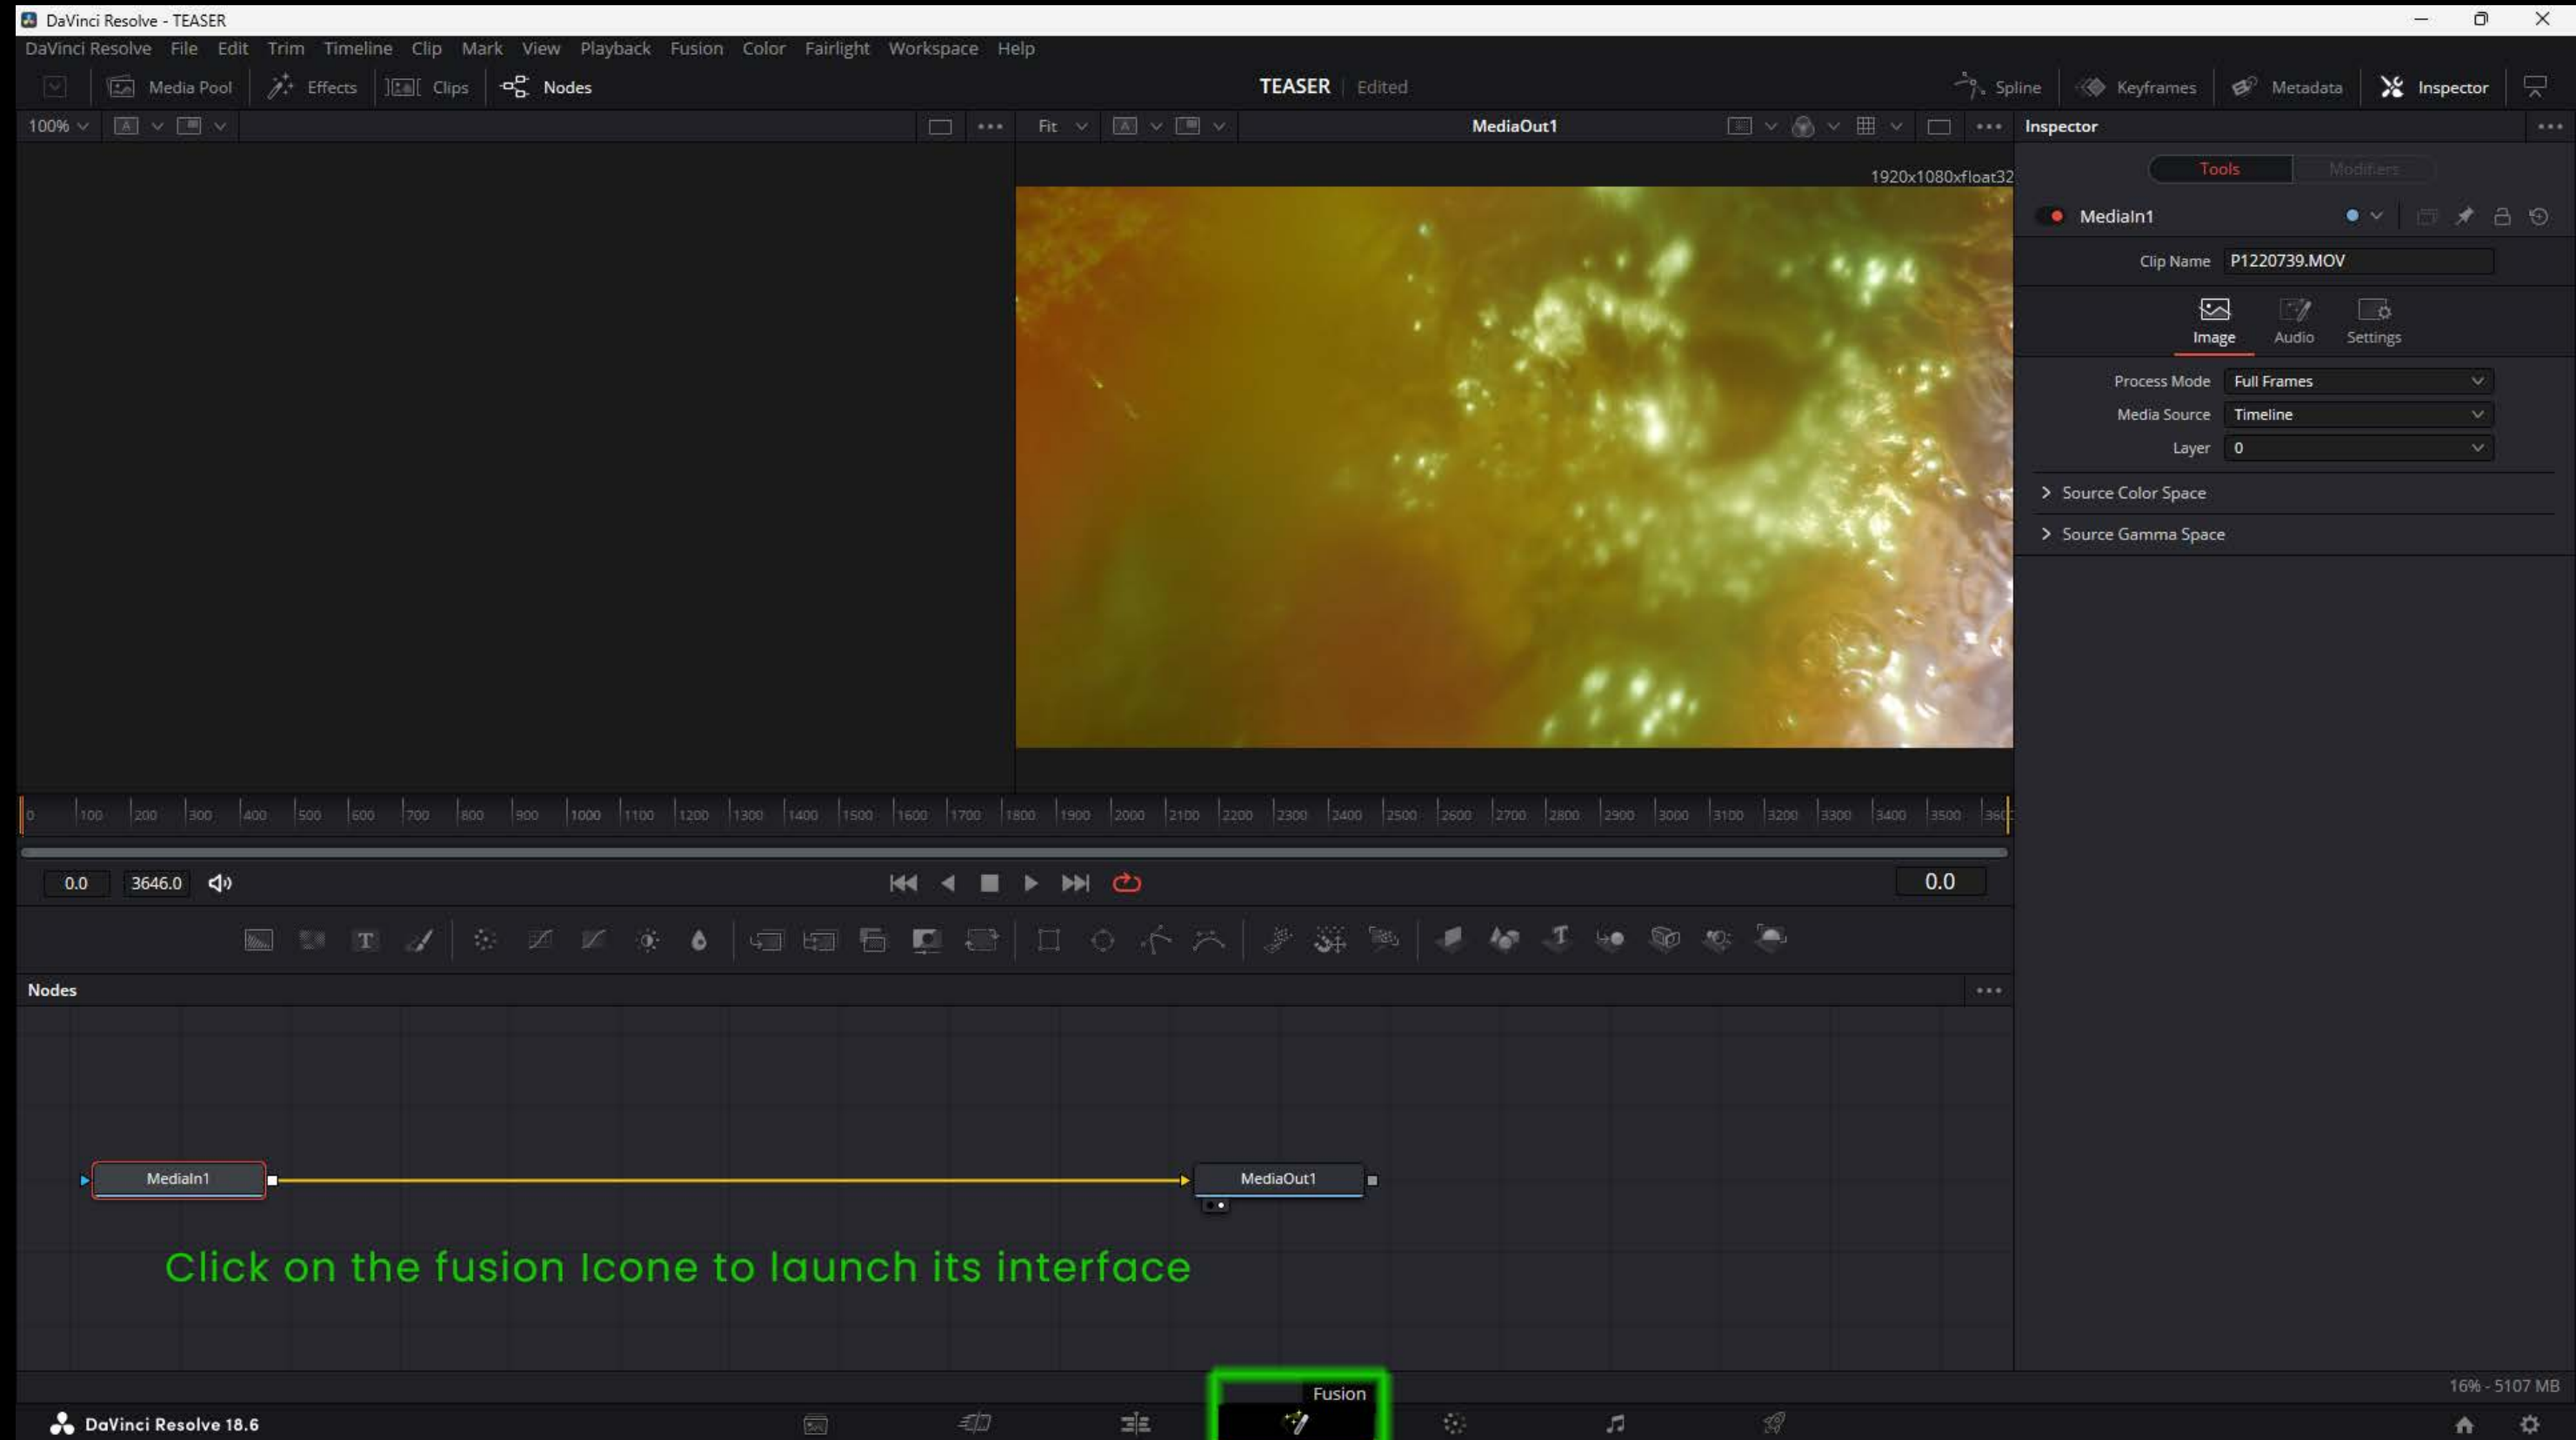 DaVinci Resolve - TEASER
DaVinci Resolve File Edit Trim Timeline Clip Mark View Playback Fusion Color Fairlight Workspace Help
Media Pool Effects Clips Nodes TEASER Edited Spline Keyframes Metadata Inspector
100% Fit MediaOut1 Inspector
1920x1080xfloat32
Tools Modifiers
MediaIn1
Clip Name P1220739.MOV
Image Audio Settings
Process Mode Full Frames
Media Source Timeline
Layer 0
Source Color Space
Source Gamma Space
0 100 200 300 400 500 600 700 800 900 1000 1100 1200 1300 1400 1500 1600 1700 1800 1900 2000 2100 2200 2300 2400 2500 2600 2700 2800 2900 3000 3100 3200 3300 3400 3500
0.0 3646.0 0.0
Nodes
MediaIn1 MediaOut1
Click on the fusion Icone to launch its interface
16% - 5107 MB
Fusion
DaVinci Resolve 18.6